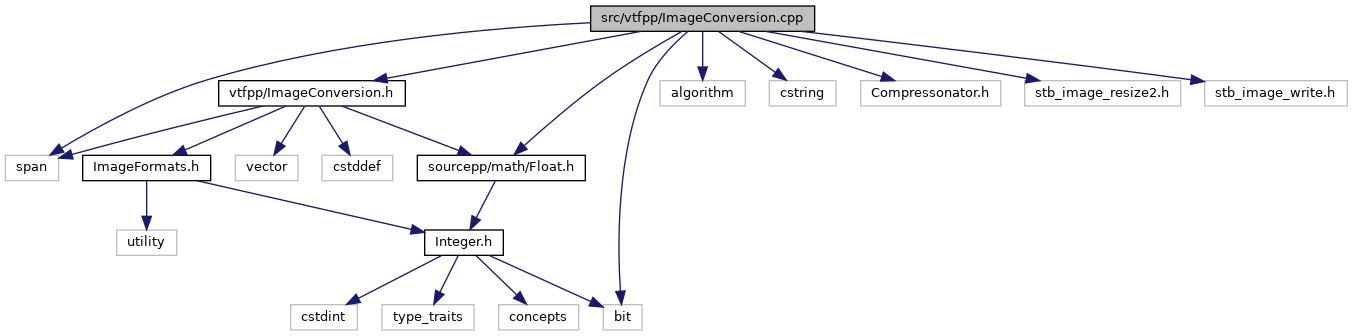 src/vtfpp/ImageConversion.cpp
vtfpp/ImageConversion.h
algorithm
cstring
Compressonator.h
stb_image_resize2.h
stb_image_write.h
span
ImageFormats.h
vector
cstddef
sourcepp/math/Float.h
utility
Integer.h
cstdint
type_traits
concepts
bit